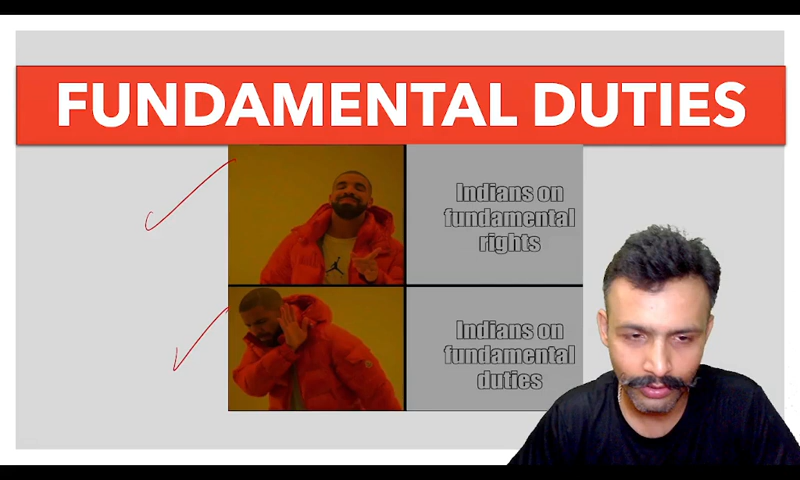 FUNDAMENTAL DUTIES
Indians on
fundamental
rights
Indians on
fundamental
duties